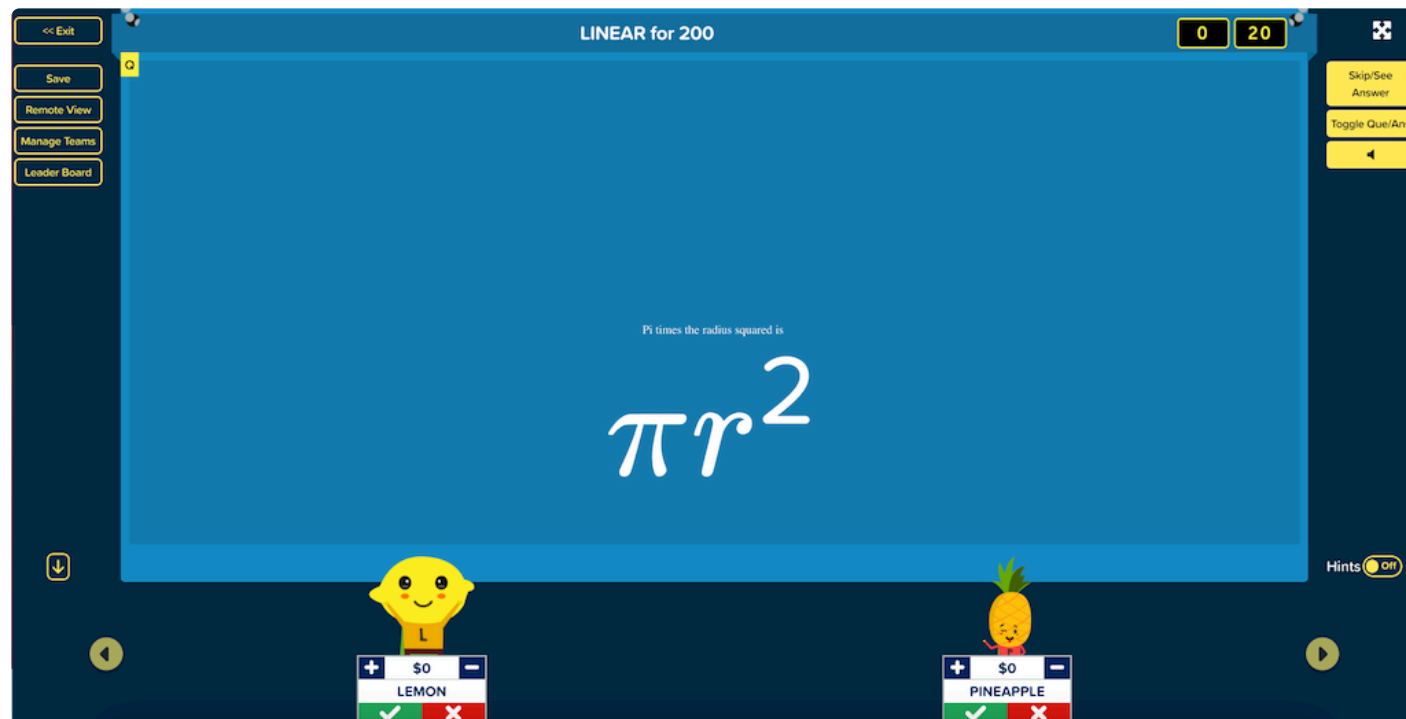 << Exit
LINEAR for 200
0
20
Q
Save
Remote View
Manage Teams
Leader Board
Skip/See
Answer
Toggle Que/An
Pi times the radius squared is
πr²
Hints
Off
L
$0
LEMON
$0
PINEAPPLE